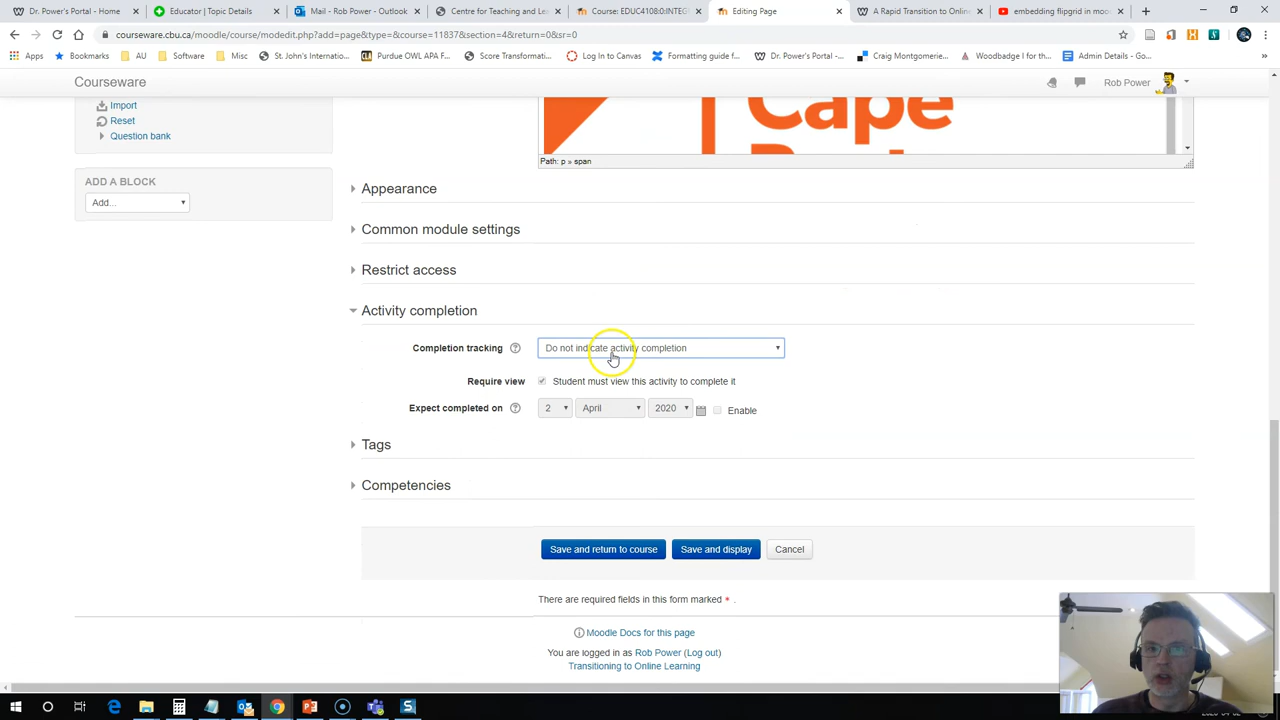 Dr. Power's Portal - Home
Educator | Topic Details
Mail - Rob Power - Outlook
Centre for Teaching and Le
Course: EDUC4108:0:INTEG
Editing Page
A Rapid Transition to Onlin
embedding flipgrid in moo
courseware.cbu.ca/moodle/course/modedit.php?add=page&type=&course=11837&section=4&return=0&sr=0
Apps
Bookmarks
AU
Software
Misc
St. John's Internatio...
Purdue OWL APA F...
Score Transformati...
Log In to Canvas
Formatting guide f...
Dr. Power's Portal -...
Craig Montgomerie...
Woodbadge I for th...
Admin Details - Go...
»
Courseware
Rob Power
Import
Reset
Question bank
Cape
Path: p » span
ADD A BLOCK
Add...
Appearance
Common module settings
Restrict access
Activity completion
Completion tracking
Do not indicate activity completion
Require view
Student must view this activity to complete it
Expect completed on
2
April
2020
Enable
Tags
Competencies
Save and return to course
Save and display
Cancel
There are required fields in this form marked * .
Moodle Docs for this page
You are logged in as Rob Power (Log out)
Transitioning to Online Learning